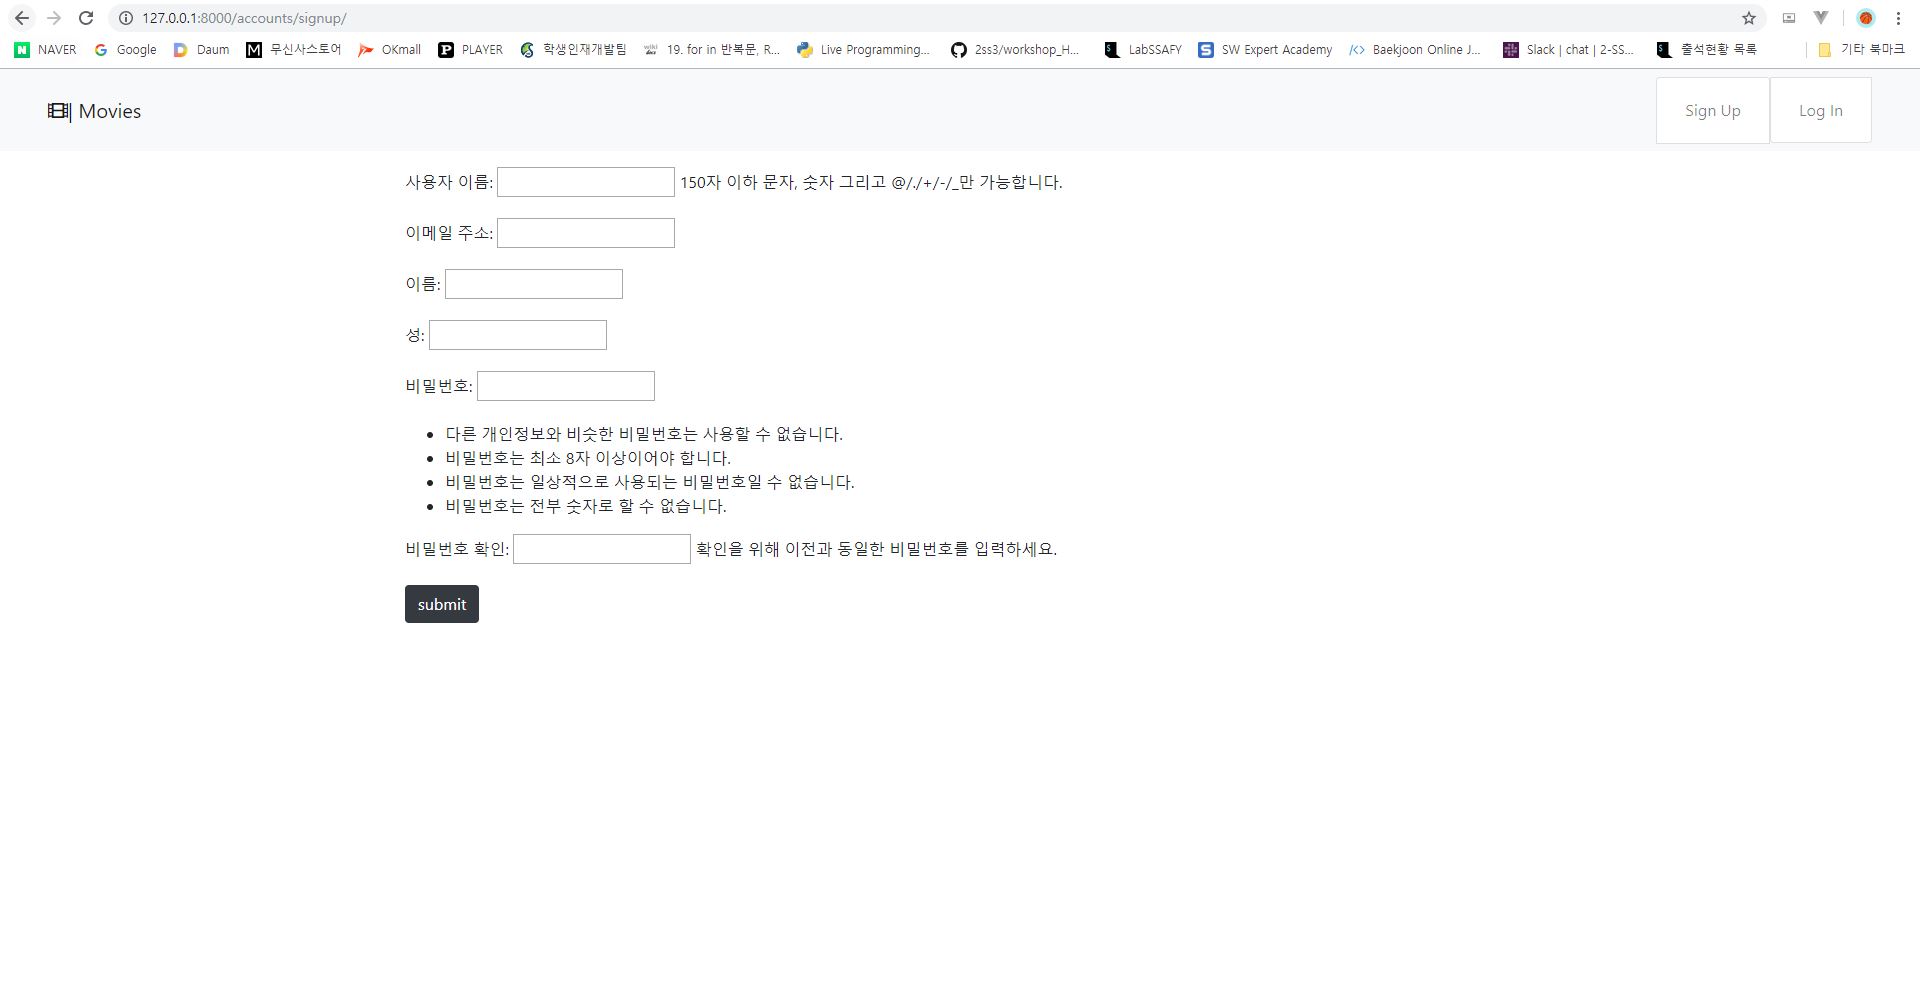 127.0.0.1:8000/accounts/signup/
NAVER Google Daum 무신사스토어 OKmall PLAYER 학생인재개발팀 19. for in 반복문, R... Live Programming... 2ss3/workshop_H... LabSSAFY SW Expert Academy Baekjoon Online J... Slack | chat | 2-SS... 출석현황 목록 기타 북마크
Movies Sign Up Log In
사용자 이름: 150자 이하 문자, 숫자 그리고 @/./+/-/_만 가능합니다.
이메일 주소:
이름:
성:
비밀번호:
다른 개인정보와 비슷한 비밀번호는 사용할 수 없습니다.
비밀번호는 최소 8자 이상이어야 합니다.
비밀번호는 일상적으로 사용되는 비밀번호일 수 없습니다.
비밀번호는 전부 숫자로 할 수 없습니다.
비밀번호 확인: 확인을 위해 이전과 동일한 비밀번호를 입력하세요.
submit